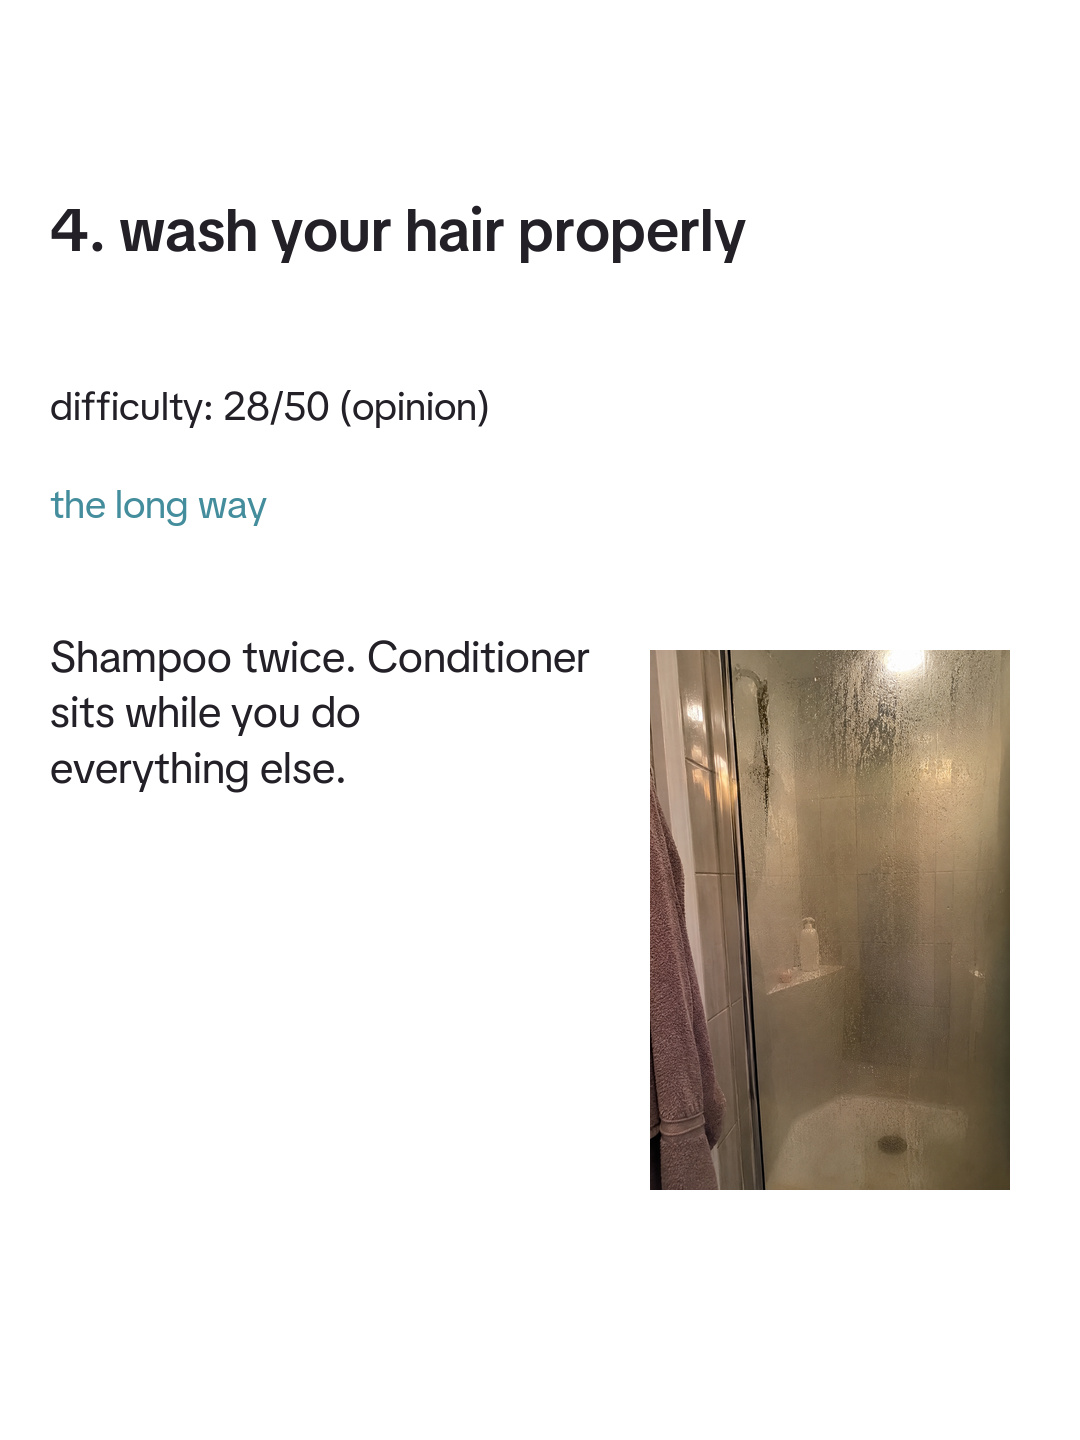 4. wash your hair properly
difficulty: 28/50 (opinion)
the long way
Shampoo twice. Conditioner
sits while you do
everything else.